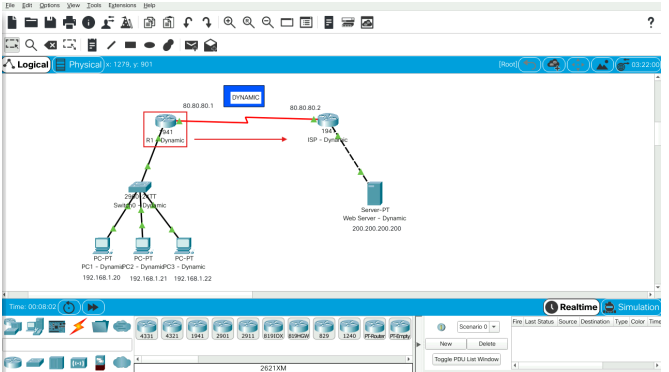 File Edit Options View Tools Extensions Help
?
Logical Physical x: 1279, y: 901 [Root] 03:22:00
DYNAMIC
80.80.80.1
80.80.80.2
1941
R1 - Dynamic
ISP - Dynamic
Switch0 - Dynamic
Server-PT
Web Server - Dynamic
200.200.200.200
PC-PT PC-PT PC-PT
PC1 - Dynamic PC2 - Dynamic PC3 - Dynamic
192.168.1.20 192.168.1.21 192.168.1.22
Time: 00:08:02 Realtime Simulation
4331 4321 1941 2901 2911 819IOX 819HGW 829 1240 PT-Router PT-Empty
2621XM
Scenario 0
New Delete
Toggle PDU List Window
Fire Last Status Source Destination Type Color Time